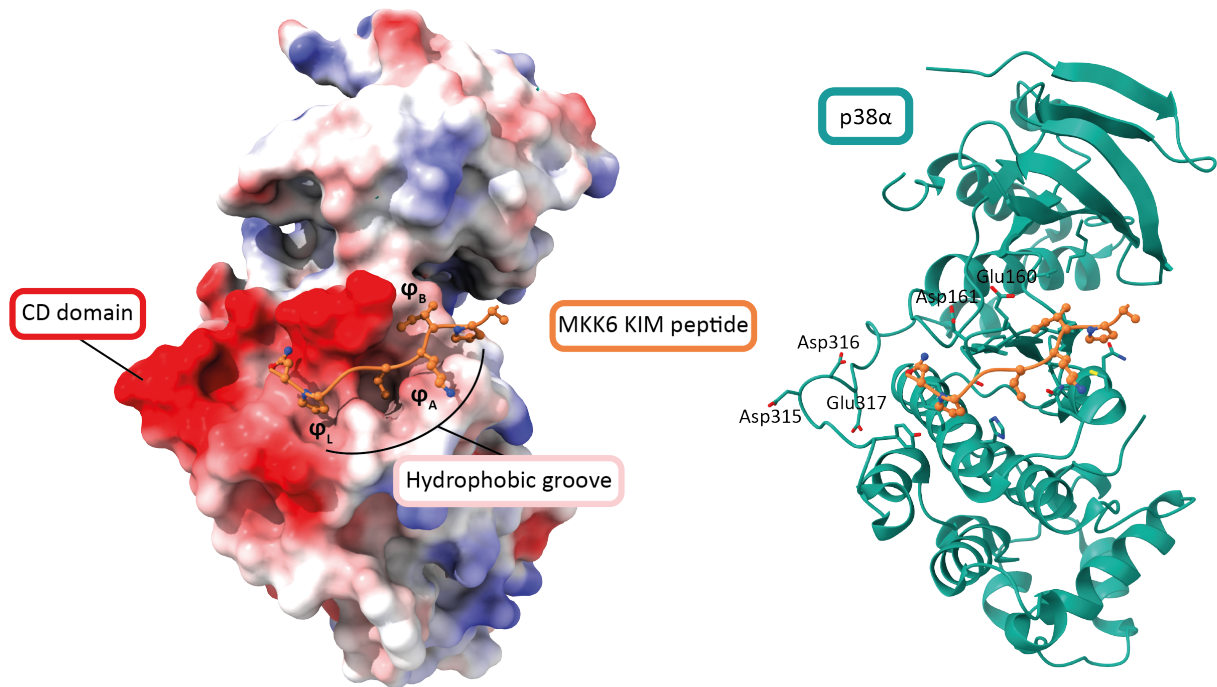 CD domain
φB
MKK6 KIM peptide
φA
φL
Hydrophobic groove
p38α
Glu160
Asp161
Asp316
Glu317
Asp315